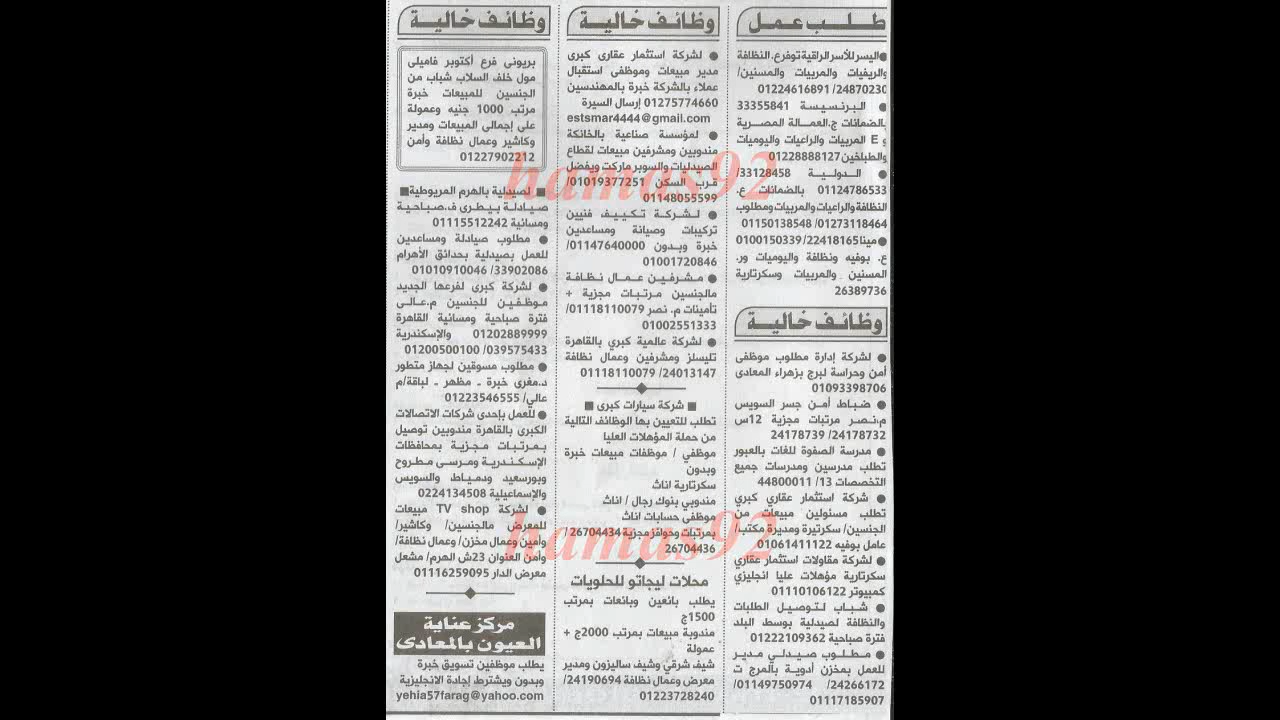 طلب عمل
●اليسر للأسر الراقية توفر ع. النظافة
والريفيات والمربيات والمسنين/
24870230/ 01224616891
● البرنسيسة 33355841
بالضمانات ج.العمالة المصرية
و E المربيات والراعيات واليوميات
والطباخين 01228888127
● الدولية 33128458/
01124786533 بالضمانات ع.
النظافة والراعيات والمربيات ومطلوب
01273118464/ 01150138548
●مينا22418165/ 0100150339
ع. بوفيه ونظافة واليوميات ور.
المسنين والمربيات وسكرتارية
26389736
وظائف خالية
● لشركة إدارة مطلوب موظفى
أمن وحراسة لبرج بزهراء المعادى
01093398706
● ضباط أمن جسر السويس
م.نصر مرتبات مجزية 12س
24178732/ 24178739
● مدرسة الصفوة للغات بالعبور
تطلب مدرسين ومدرسات جميع
التخصصات 13/ 44800011
● شركة استثمار عقاري كبري
تطلب مسئولين مبيعات من
الجنسين/ سكرتيرة ومديرة مكتب/
عامل بوفيه 01061411122
● لشركة مقاولات استثمار عقاري
سكرتارية مؤهلات عليا انجليزي
كمبيوتر 01110106122
● شباب لتوصيل الطلبات
والنظافة لصيدلية بوسط البلد
فترة صباحية 01222109362
● مطلوب صيدلي مدير
للعمل بمخزن أدوية بالمرج ت
24266172/ 01149750974/
01117185907
وظائف خالية
● لشركة استثمار عقارى كبرى
مدير مبيعات وموظفى استقبال
عملاء بالشركة خبرة بالمهندسين
01275774660 إرسال السيرة
estsmar4444@gmail.com
● لمؤسسة صناعية بالخانكة
مندوبين ومشرفين مبيعات لقطاع
الصيدليات والسوبر ماركت ويفضل
قرب السكن 01019377251/
01148055599
● لشركة تكييف فنيين
تركيبات وصيانة ومساعدين
خبرة وبدون 01147640000/
01001720846
● مشرفين عمال نظافة
مالجنسين مرتبات مجزية +
تأمينات م. نصر 01118110079/
01002551333
● لشركة عالمية كبري بالقاهرة
تليسلز ومشرفين وعمال نظافة
24013147/ 01118110079
■ شركة سيارات كبرى ■
تطلب للتعيين بها الوظائف التالية
من حملة المؤهلات العليا
موظفي / موظفات مبيعات خبرة
وبدون
سكرتارية اناث
مندوبي بنوك رجال / اناث
موظفى حسابات اناث
بمرتبات وحوافز مجزية 26704434/
26704436
محلات ليجاتو للحلويات
يطلب بائعين وبائعات بمرتب
1500ج
مندوبة مبيعات بمرتب 2000ج +
عمولة
شيف شرقي وشيف ساليزون ومدير
معرض وعمال نظافة 24190694/
01223728240
وظائف خالية
بريونى فرع أكتوبر فاميلى
مول خلف السلاب شباب من
الجنسين للمبيعات خبرة
مرتب 1000 جنيه وعمولة
على إجمالى المبيعات ومدير
وكاشير وعمال نظافة وأمن
01227902212
■ لصيدلية بالهرم المريوطية■
صيادلة بيطرى ف.صباحية
ومسائية 01115512242
● مطلوب صيادلة ومساعدين
للعمل بصيدلية بحدائق الأهرام
33902086/ 01010910046
● لشركة كبرى لفرعها الجديد
موظفين للجنسين م.عالى
فترة صباحية ومسائية القاهرة
01202889999 والإسكندرية
039575433/ 01200500100
● مطلوب مسوقين لجهاز متطور
د.مغرى خبرة ـ مظهر ـ لباقة/م
عالي/ 01223546555
● للعمل بإحدى شركات الاتصالات
الكبرى بالقاهرة مندوبين توصيل
بمرتبات مجزية بمحافظات
الإسكندرية ومرسى مطروح
وبورسعيد ودمياط والسويس
والإسماعيلية 0224134508
● لشركة TV shop مبيعات
للمعرض مالجنسين/ وكاشير/
وأمين وعمال مخزن/ وعمال نظافة/
وأمن العنوان 23ش الهرم/ مشعل
معرض الدار 01116259095
مركز عناية
العيون بالمعادى
يطلب موظفين تسويق خبرة
وبدون ويشترط إجادة الانجليزية
yehia57farag@yahoo.com
hamas92
hamas92